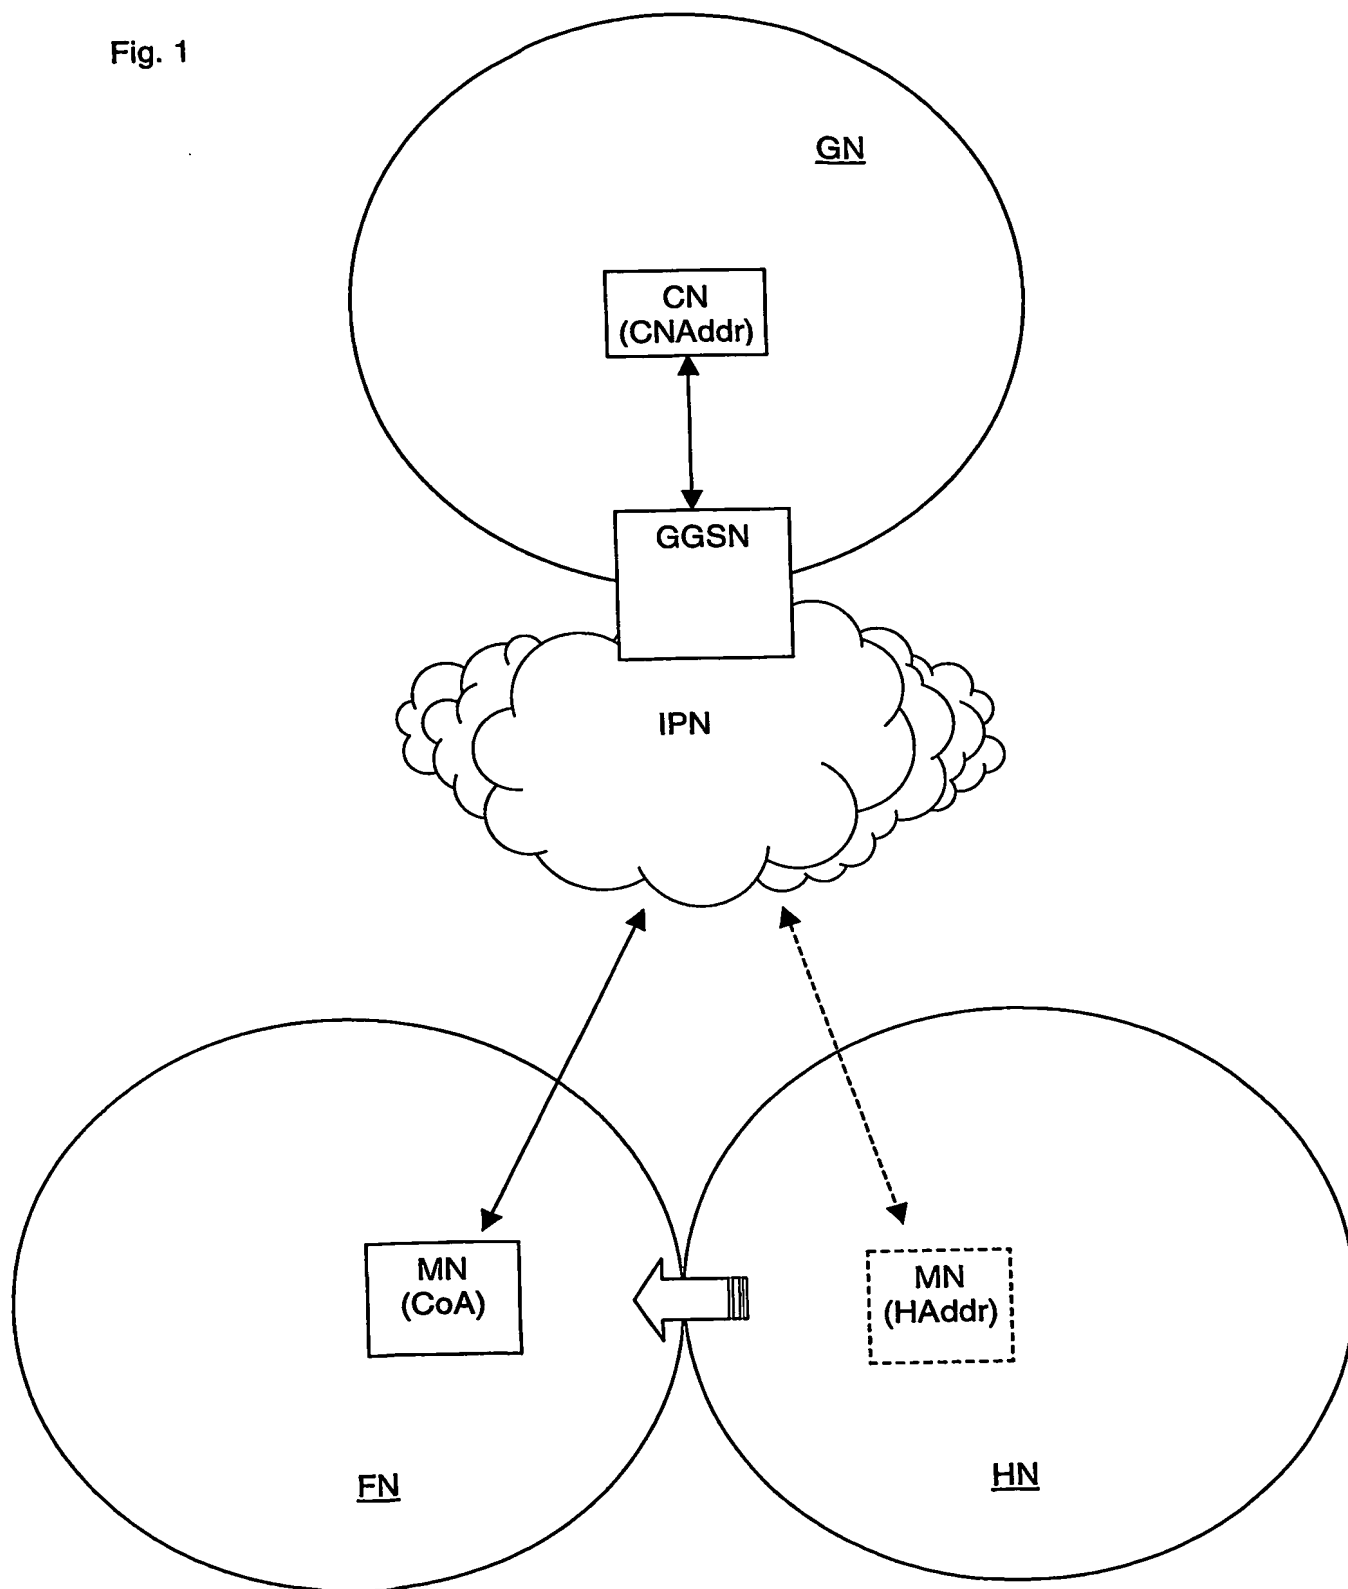 Fig. 1
GN
CN
(CNAddr)
GGSN
IPN
MN
(CoA)
MN
(HAddr)
FN
HN